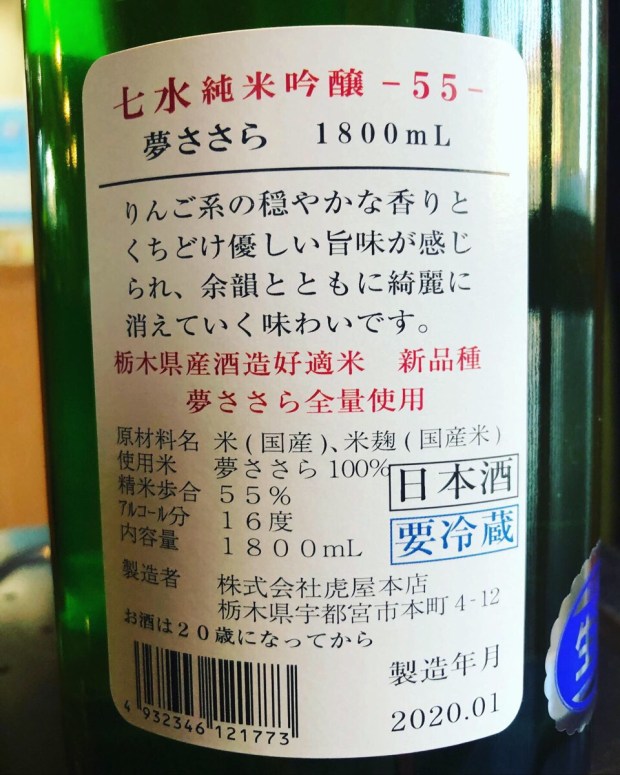 七水純米吟醸 -55-
夢ささら 1800mL
りんご系の穏やかな香りと
くちどけ優しい旨味が感じ
られ、余韻とともに綺麗に
消えていく味わいです。
栃木県産酒造好適米 新品種
夢ささら全量使用
原材料名 米(国産)、米麹(国産米)
使用米 夢ささら 100%
精米歩合 55%
アルコール分 16度
内容量 1800mL
日本酒
要冷蔵
製造者 株式会社虎屋本店
栃木県宇都宮市本町4-12
お酒は20歳になってから
製造年月
2020.01
4 932346 121773
生